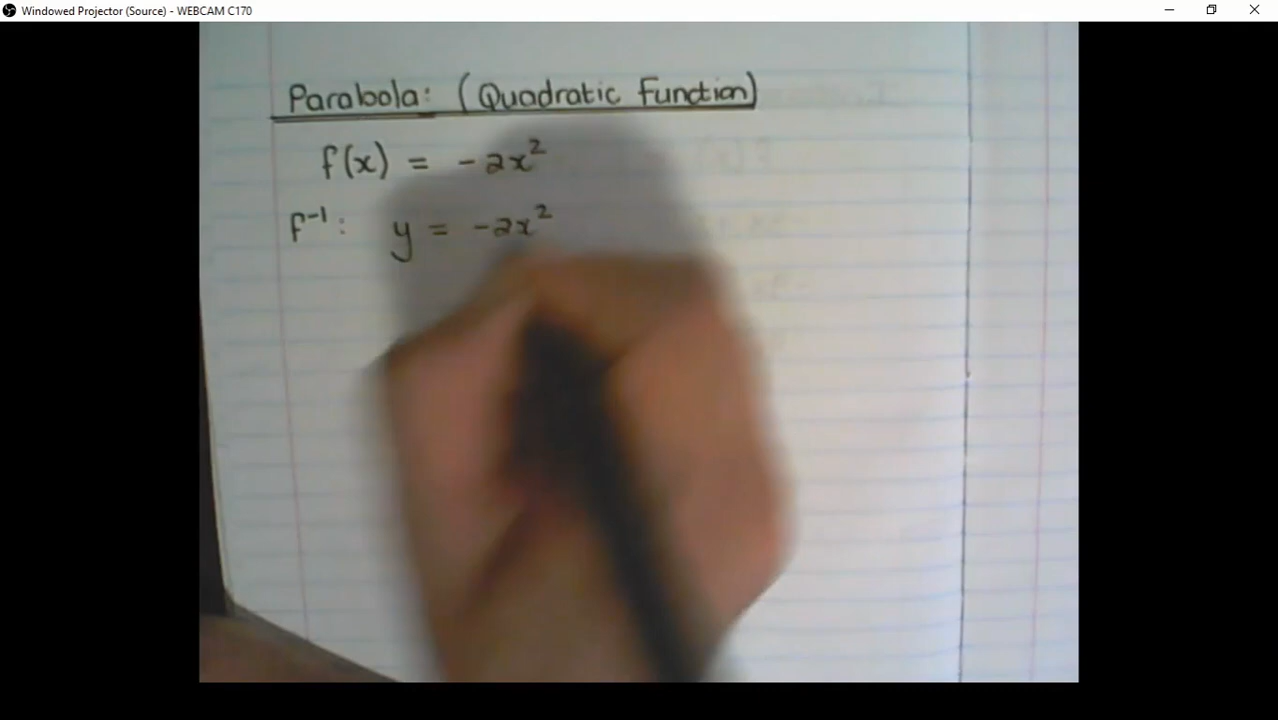 Windowed Projector (Source) - WEBCAM C170
Parabola: (Quadratic Function)
f(x) = -2x²
f⁻¹: y = -2x²